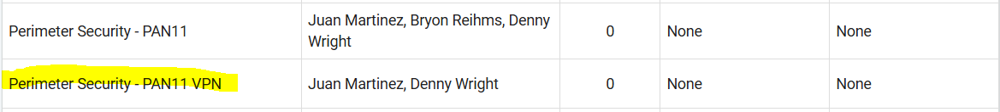 Perimeter Security - PAN11
Juan Martinez, Bryon Reihms, Denny
Wright
0
None
None
Perimeter Security - PAN11 VPN
Juan Martinez, Denny Wright
0
None
None